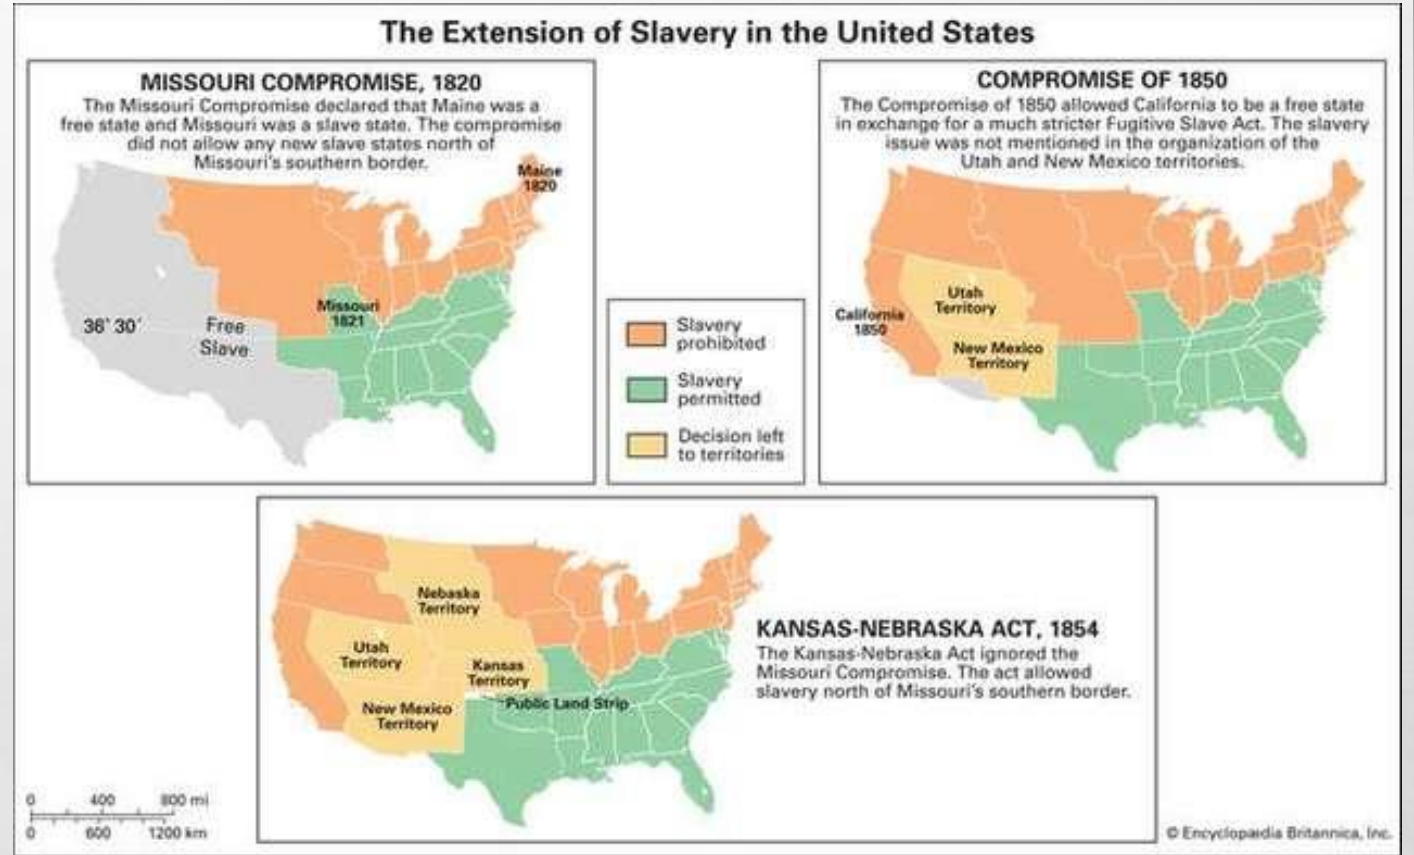 The Extension of Slavery in the United States
MISSOURI COMPROMISE, 1820
The Missouri Compromise declared that Maine was a
free state and Missouri was a slave state. The compromise
did not allow any new slave states north of
Missouri's southern border.
Maine
1820
Missouri
1821
36° 30´
Free
Slave
COMPROMISE OF 1850
The Compromise of 1850 allowed California to be a free state
in exchange for a much stricter Fugitive Slave Act. The slavery
issue was not mentioned in the organization of the
Utah and New Mexico territories.
Utah
Territory
California
1850
New Mexico
Territory
Slavery
prohibited
Slavery
permitted
Decision left
to territories
Nebaska
Territory
Utah
Territory
Kansas
Territory
Public Land Strip
New Mexico
Territory
KANSAS-NEBRASKA ACT, 1854
The Kansas-Nebraska Act ignored the
Missouri Compromise. The act allowed
slavery north of Missouri's southern border.
0 400 800 mi
0 600 1200 km
© Encyclopædia Britannica, Inc.